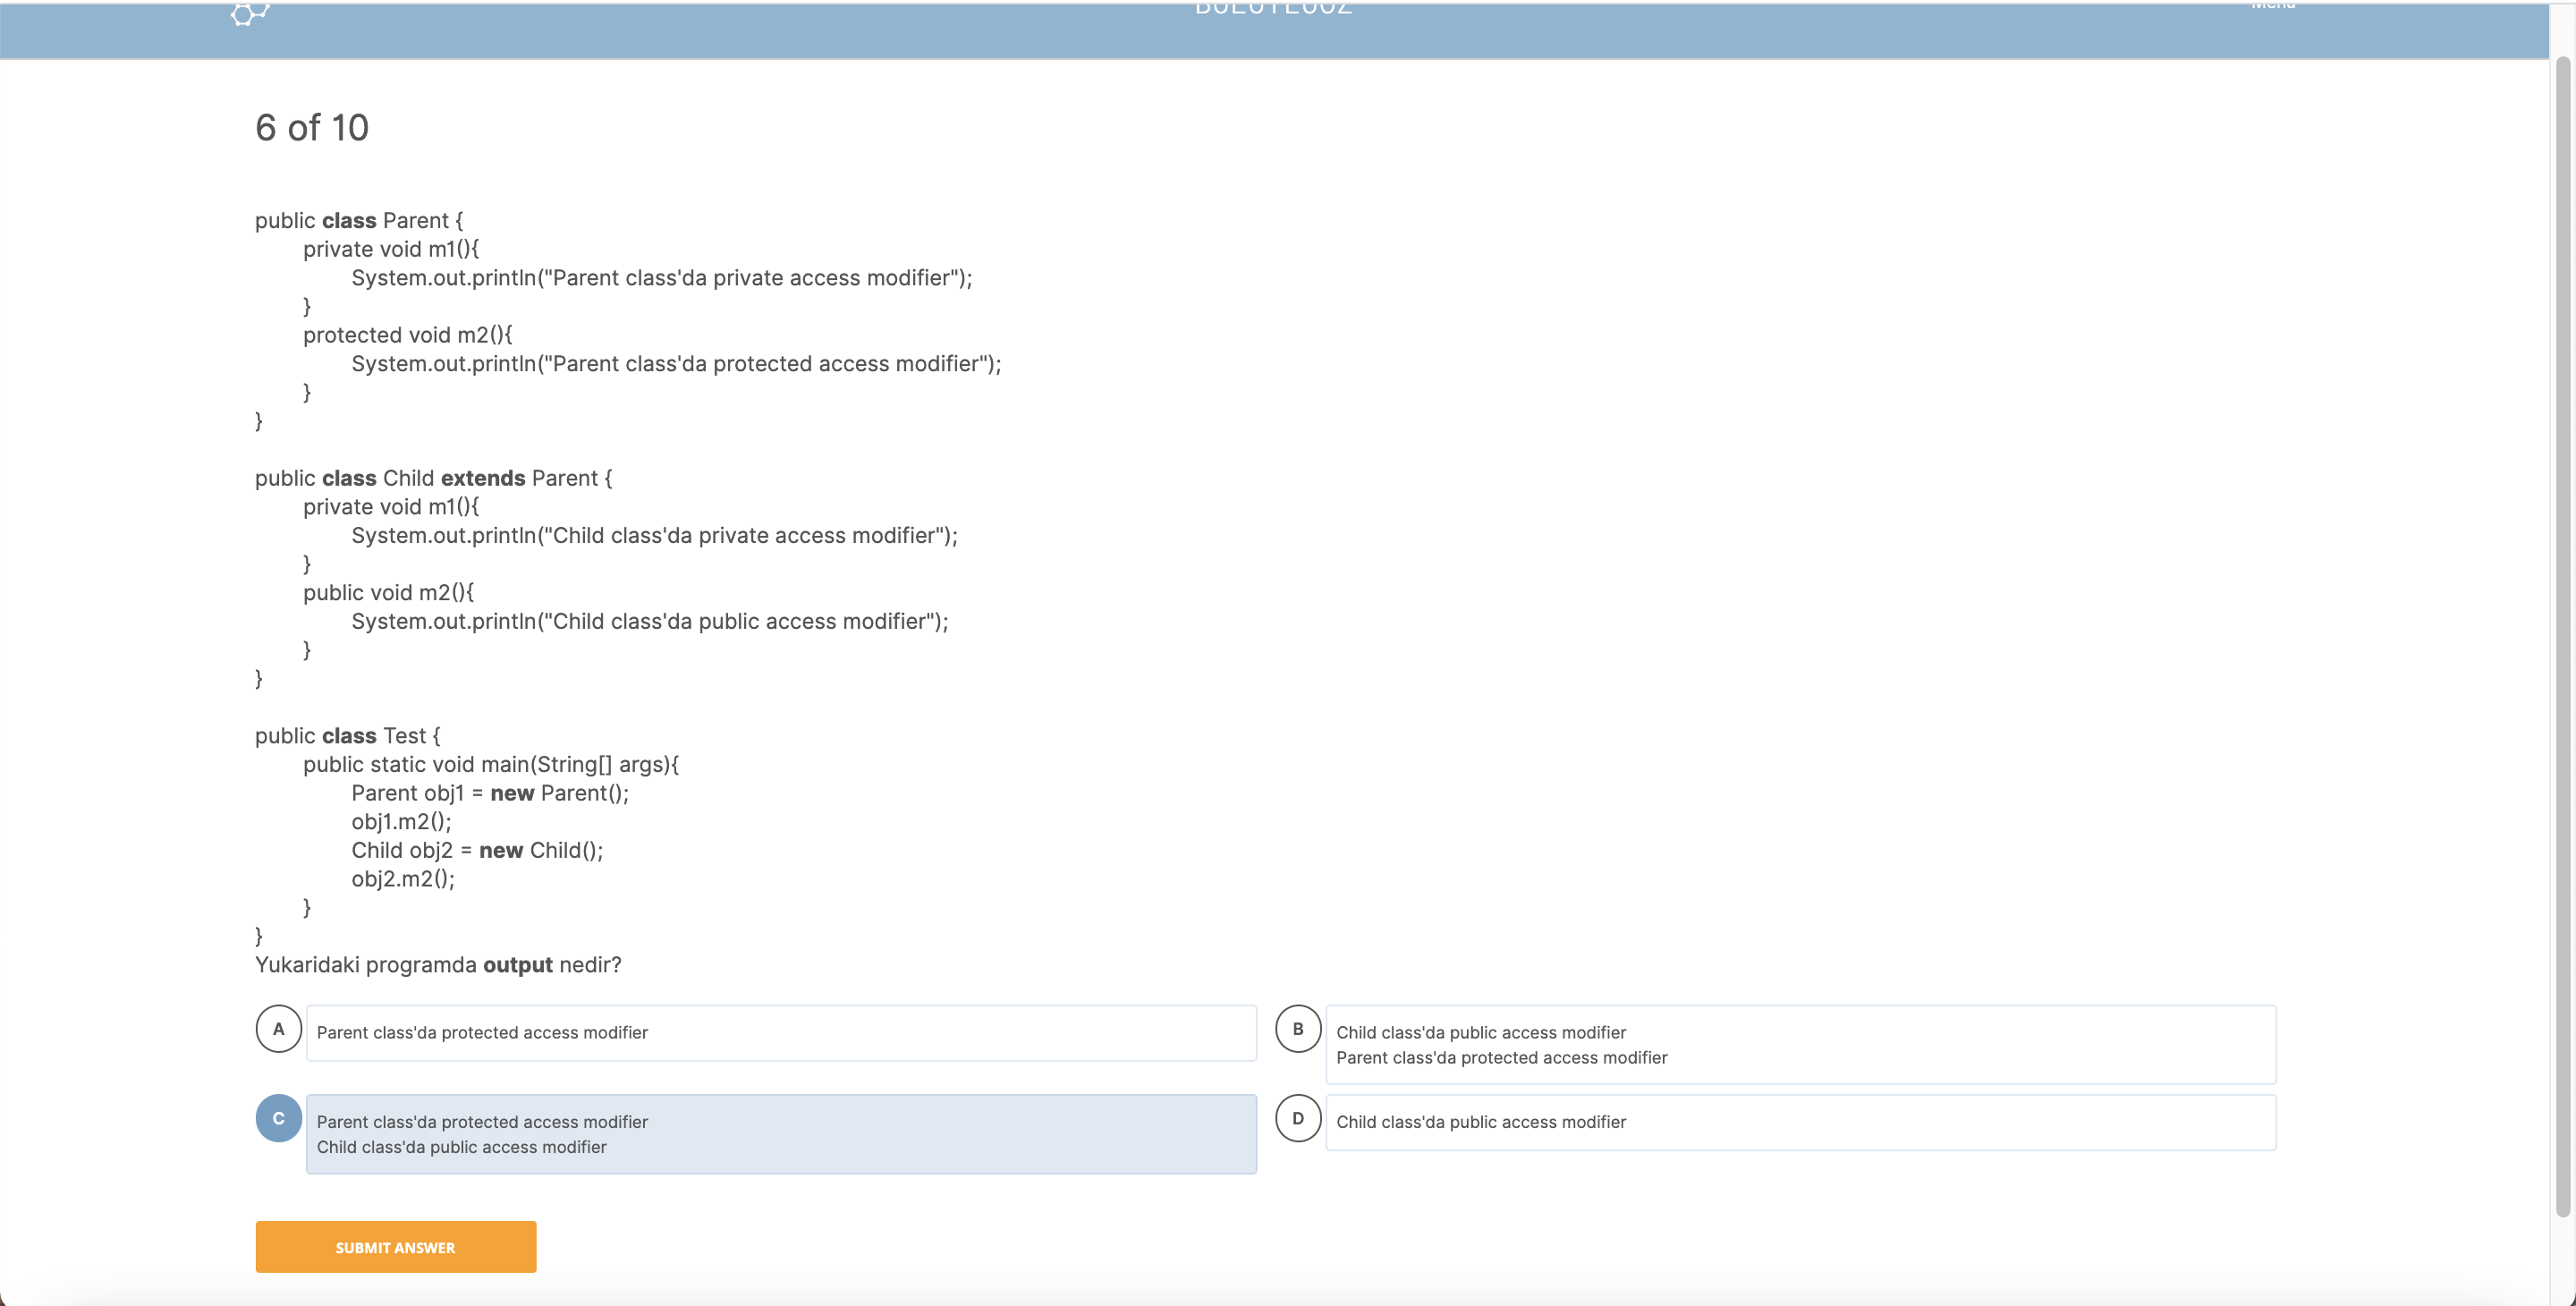 6 of 10
public class Parent {
private void m1(){
System.out.println("Parent class'da private access modifier");
}
protected void m2(){
System.out.println("Parent class'da protected access modifier");
}
}
public class Child extends Parent {
private void m1(){
System.out.println("Child class'da private access modifier");
}
public void m2(){
System.out.println("Child class'da public access modifier");
}
}
public class Test {
public static void main(String[] args){
Parent obj1 = new Parent();
obj1.m2();
Child obj2 = new Child();
obj2.m2();
}
}
Yukaridaki programda output nedir?
A Parent class'da protected access modifier
B Child class'da public access modifier
Parent class'da protected access modifier
C Parent class'da protected access modifier
Child class'da public access modifier
D Child class'da public access modifier
SUBMIT ANSWER